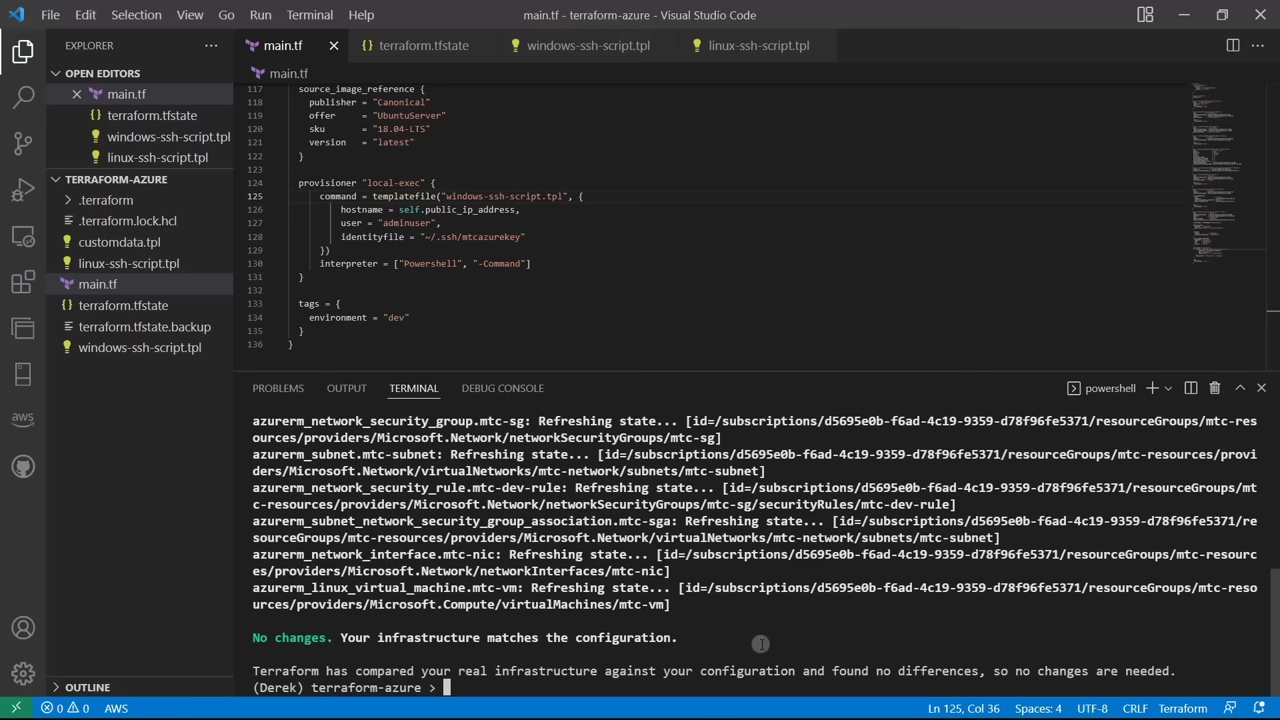 File Edit Selection View Go Run Terminal Help
main.tf - terraform-azure - Visual Studio Code
EXPLORER
OPEN EDITORS
main.tf
terraform.tfstate
windows-ssh-script.tpl
linux-ssh-script.tpl
TERRAFORM-AZURE
.terraform
.terraform.lock.hcl
customdata.tpl
linux-ssh-script.tpl
main.tf
terraform.tfstate
terraform.tfstate.backup
windows-ssh-script.tpl
OUTLINE
main.tf terraform.tfstate windows-ssh-script.tpl linux-ssh-script.tpl
main.tf
117 source_image_reference {
118 publisher = "Canonical"
119 offer = "UbuntuServer"
120 sku = "18.04-LTS"
121 version = "latest"
122 }
123
124 provisioner "local-exec" {
125 command = templatefile("windows-ssh-script.tpl", {
126 hostname = self.public_ip_address,
127 user = "adminuser",
128 identityfile = "~/.ssh/mtcazurekey"
129 })
130 interpreter = ["Powershell", "-Command"]
131 }
132
133 tags = {
134 environment = "dev"
135 }
136 }
PROBLEMS OUTPUT TERMINAL DEBUG CONSOLE
powershell
azurerm_network_security_group.mtc-sg: Refreshing state... [id=/subscriptions/d5695e0b-f6ad-4c19-9359-d78f96fe5371/resourceGroups/mtc-res
ources/providers/Microsoft.Network/networkSecurityGroups/mtc-sg]
azurerm_subnet.mtc-subnet: Refreshing state... [id=/subscriptions/d5695e0b-f6ad-4c19-9359-d78f96fe5371/resourceGroups/mtc-resources/provi
ders/Microsoft.Network/virtualNetworks/mtc-network/subnets/mtc-subnet]
azurerm_network_security_rule.mtc-dev-rule: Refreshing state... [id=/subscriptions/d5695e0b-f6ad-4c19-9359-d78f96fe5371/resourceGroups/mt
c-resources/providers/Microsoft.Network/networkSecurityGroups/mtc-sg/securityRules/mtc-dev-rule]
azurerm_subnet_network_security_group_association.mtc-sga: Refreshing state... [id=/subscriptions/d5695e0b-f6ad-4c19-9359-d78f96fe5371/re
sourceGroups/mtc-resources/providers/Microsoft.Network/virtualNetworks/mtc-network/subnets/mtc-subnet]
azurerm_network_interface.mtc-nic: Refreshing state... [id=/subscriptions/d5695e0b-f6ad-4c19-9359-d78f96fe5371/resourceGroups/mtc-resourc
es/providers/Microsoft.Network/networkInterfaces/mtc-nic]
azurerm_linux_virtual_machine.mtc-vm: Refreshing state... [id=/subscriptions/d5695e0b-f6ad-4c19-9359-d78f96fe5371/resourceGroups/mtc-reso
urces/providers/Microsoft.Compute/virtualMachines/mtc-vm]
No changes. Your infrastructure matches the configuration.
Terraform has compared your real infrastructure against your configuration and found no differences, so no changes are needed.
(Derek) terraform-azure >
aws
0 0 AWS
Ln 125, Col 36 Spaces: 4 UTF-8 CRLF Terraform